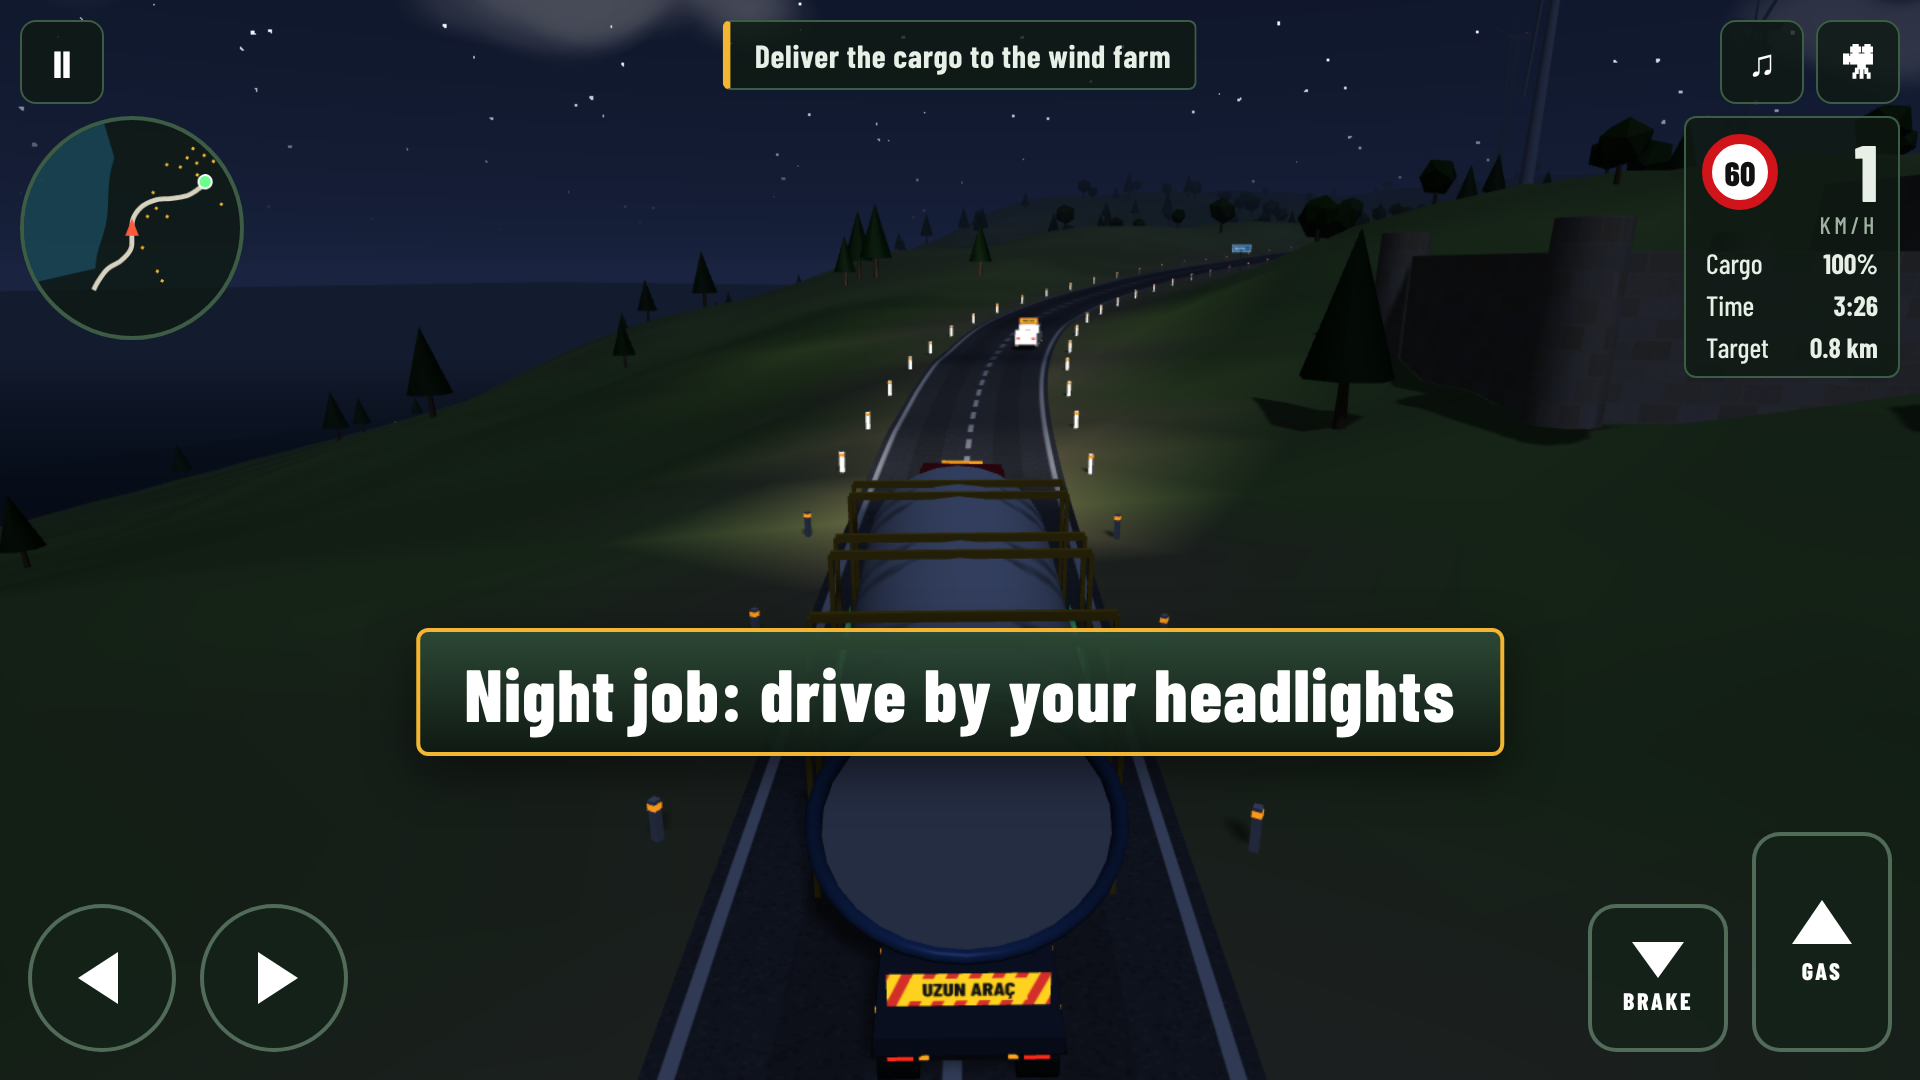 Deliver the cargo to the wind farm
60
1
KM/H
Cargo 100%
Time 3:26
Target 0.8 km
Night job: drive by your headlights
UZUN ARAÇ
BRAKE
GAS